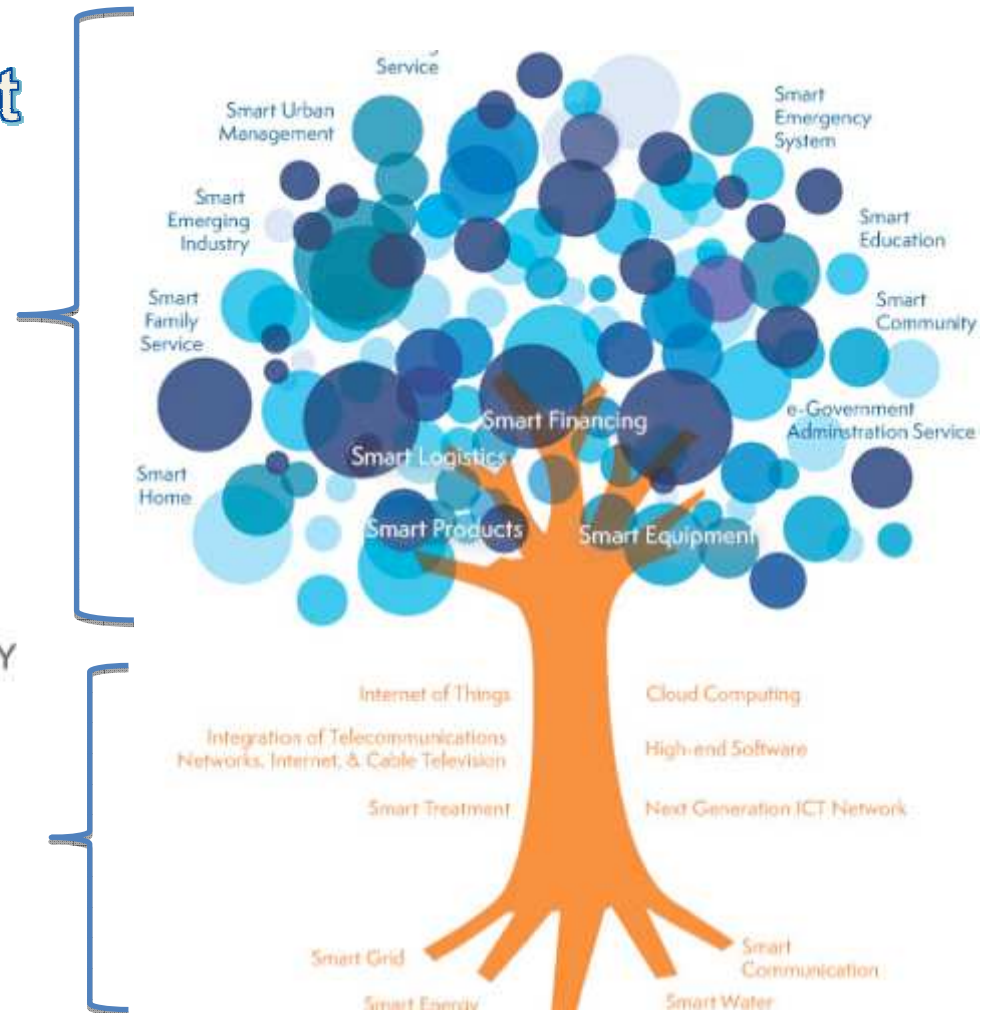 t
Service
Smart Urban
Management
Smart
Emergency
System
Smart
Emerging
Industry
Smart
Education
Smart
Family
Service
Smart
Community
Smart Financing
e-Government
Adminstration Service
Smart Logistics
Smart
Home
Smart Products
Smart Equipment
Y
Internet of Things
Cloud Computing
Integration of Telecommunications
Networks, Internet, & Cable Television
High-end Software
Smart Treatment
Next Generation ICT Network
Smart Grid
Smart
Communication
Smart Energy
Smart Water